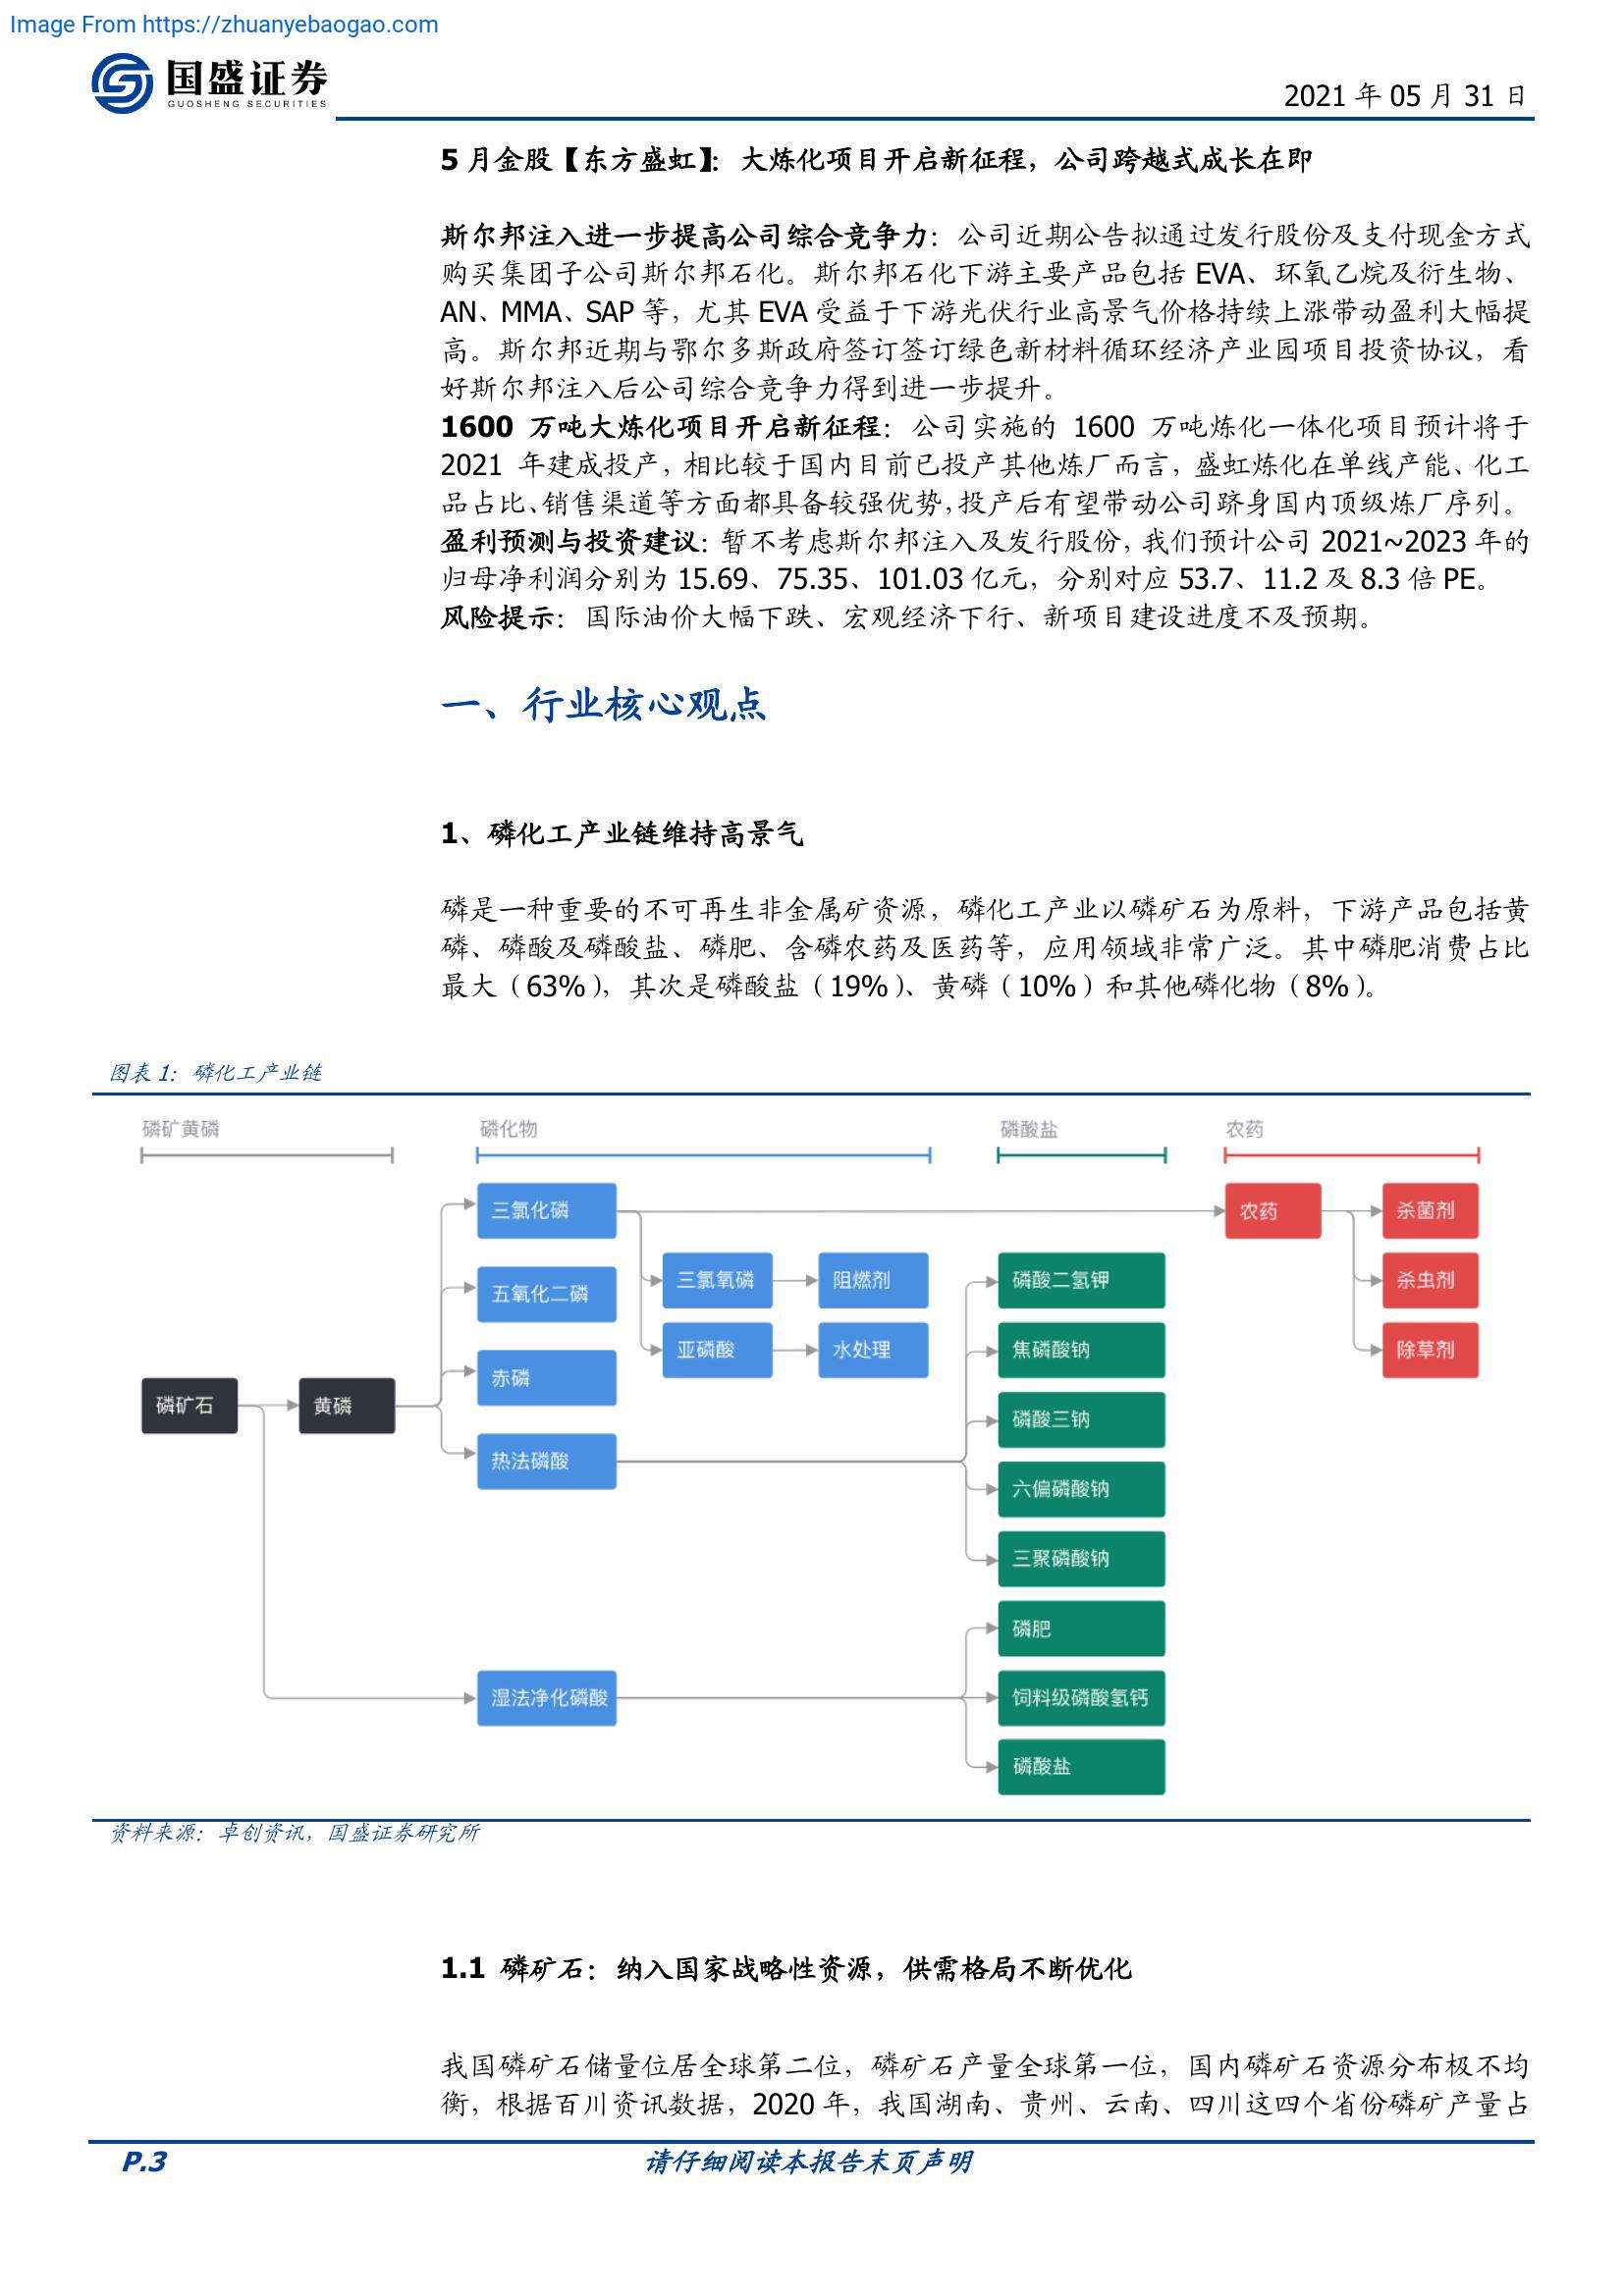 Image From https://zhuanyebaogao.com
国盛证券
GUOSHENG SECURITIES
2021 年 05 月 31 日
5 月金股【东方盛虹】：大炼化项目开启新征程，公司跨越式成长在即
斯尔邦注入进一步提高公司综合竞争力：公司近期公告拟通过发行股份及支付现金方式
购买集团子公司斯尔邦石化。斯尔邦石化下游主要产品包括 EVA、环氧乙烷及衍生物、
AN、MMA、SAP 等，尤其 EVA 受益于下游光伏行业高景气价格持续上涨带动盈利大幅提
高。斯尔邦近期与鄂尔多斯政府签订签订绿色新材料循环经济产业园项目投资协议，看
好斯尔邦注入后公司综合竞争力得到进一步提升。
1600 万吨大炼化项目开启新征程：公司实施的 1600 万吨炼化一体化项目预计将于
2021 年建成投产，相比较于国内目前已投产其他炼厂而言，盛虹炼化在单线产能、化工
品占比、销售渠道等方面都具备较强优势，投产后有望带动公司跻身国内顶级炼厂序列。
盈利预测与投资建议：暂不考虑斯尔邦注入及发行股份，我们预计公司 2021~2023 年的
归母净利润分别为 15.69、75.35、101.03 亿元，分别对应 53.7、11.2 及 8.3 倍 PE。
风险提示：国际油价大幅下跌、宏观经济下行、新项目建设进度不及预期。
一、行业核心观点
1、磷化工产业链维持高景气
磷是一种重要的不可再生非金属矿资源，磷化工产业以磷矿石为原料，下游产品包括黄
磷、磷酸及磷酸盐、磷肥、含磷农药及医药等，应用领域非常广泛。其中磷肥消费占比
最大（63%），其次是磷酸盐（19%）、黄磷（10%）和其他磷化物（8%）。
图表 1：磷化工产业链
磷矿黄磷 磷化物 磷酸盐 农药
三氯化磷 农药 杀菌剂
三氯氧磷 阻燃剂 磷酸二氢钾 杀虫剂
五氧化二磷
亚磷酸 水处理 焦磷酸钠 除草剂
赤磷
磷矿石 黄磷 磷酸三钠
热法磷酸
六偏磷酸钠
三聚磷酸钠
磷肥
湿法净化磷酸 饲料级磷酸氢钙
磷酸盐
资料来源：卓创资讯，国盛证券研究所
1.1 磷矿石：纳入国家战略性资源，供需格局不断优化
我国磷矿石储量位居全球第二位，磷矿石产量全球第一位，国内磷矿石资源分布极不均
衡，根据百川资讯数据，2020 年，我国湖南、贵州、云南、四川这四个省份磷矿产量占
P.3 请仔细阅读本报告末页声明